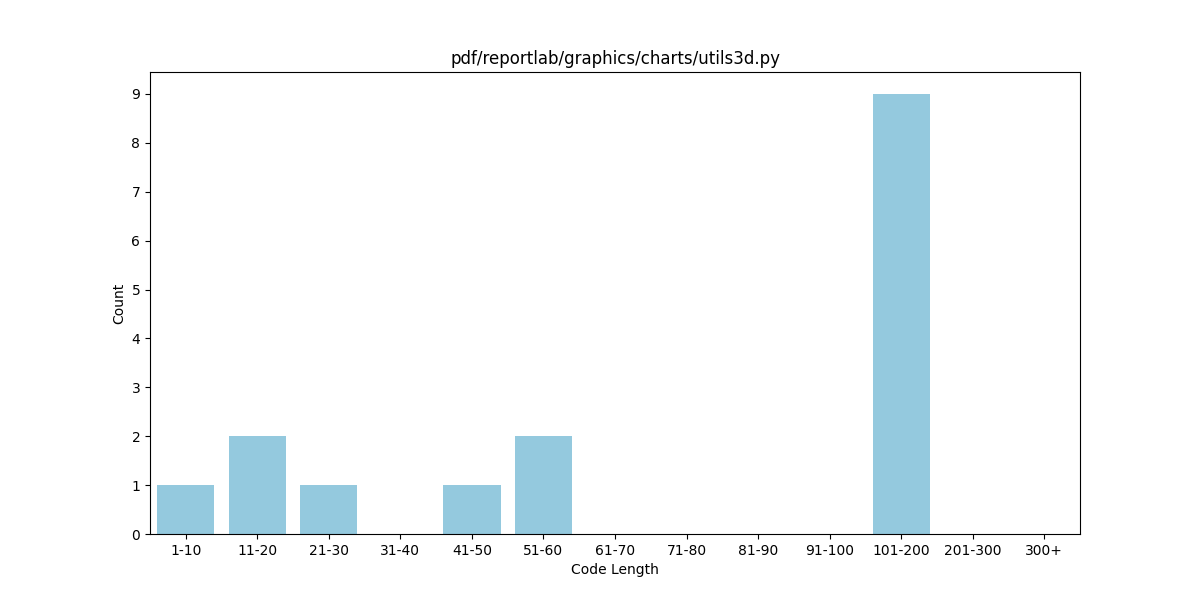 pdf/reportlab/graphics/charts/utils3d.py
9
8
7
6
5
4
3
2
1
0
Count
1-10 11-20 21-30 31-40 41-50 51-60 61-70 71-80 81-90 91-100 101-200 201-300 300+
Code Length